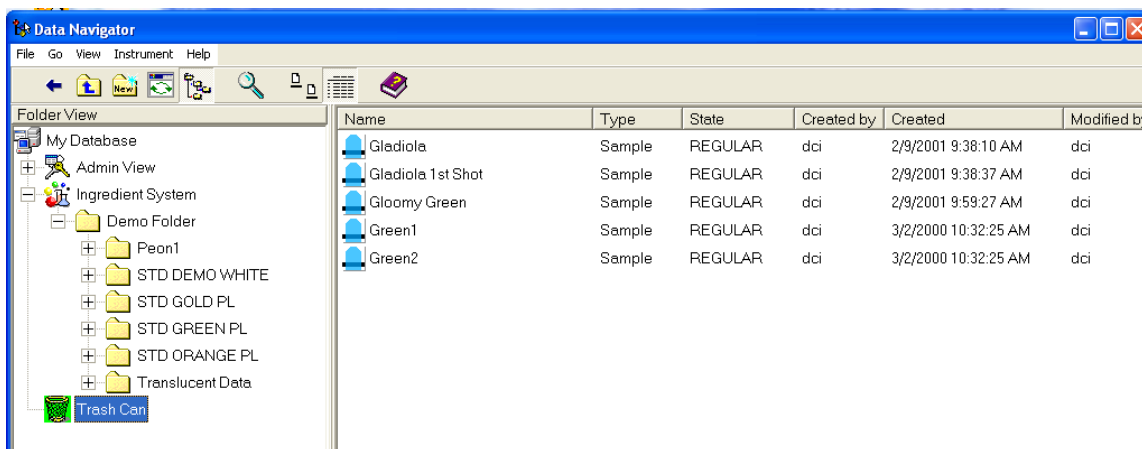 Data Navigator
File Go View Instrument Help
New
Folder View
My Database
Admin View
Ingredient System
Demo Folder
Peon1
STD DEMO WHITE
STD GOLD PL
STD GREEN PL
STD ORANGE PL
Translucent Data
Trash Can
Name Type State Created by Created Modified by
Gladiola Sample REGULAR dci 2/9/2001 9:38:10 AM dci
Gladiola 1st Shot Sample REGULAR dci 2/9/2001 9:38:37 AM dci
Gloomy Green Sample REGULAR dci 2/9/2001 9:59:27 AM dci
Green1 Sample REGULAR dci 3/2/2000 10:32:25 AM dci
Green2 Sample REGULAR dci 3/2/2000 10:32:25 AM dci